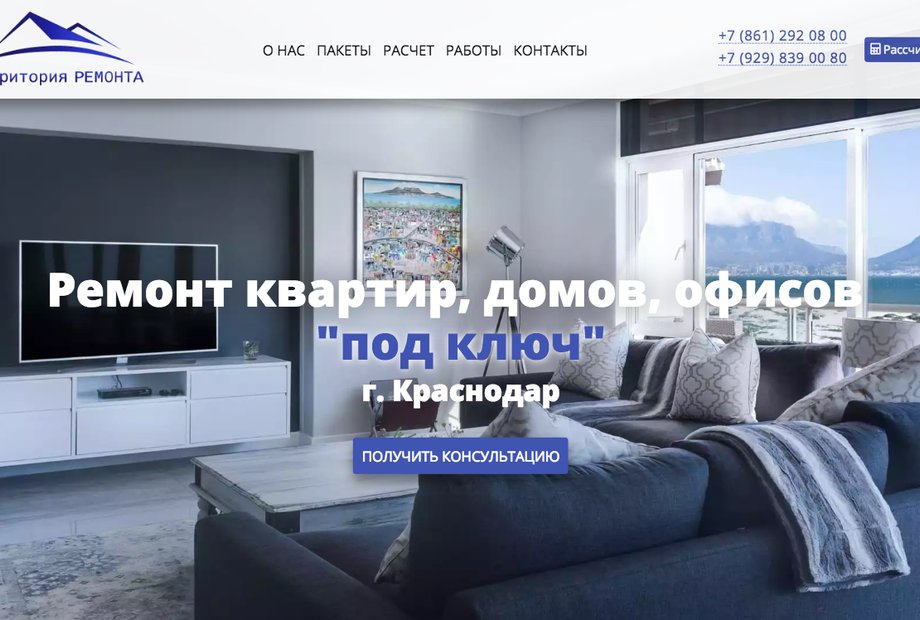 ритория РЕМОНТА
О НАС ПАКЕТЫ РАСЧЕТ РАБОТЫ КОНТАКТЫ
+7 (861) 292 08 00
+7 (929) 839 00 80
Рассчи
Ремонт квартир, домов, офисов
"под ключ"
г. Краснодар
ПОЛУЧИТЬ КОНСУЛЬТАЦИЮ